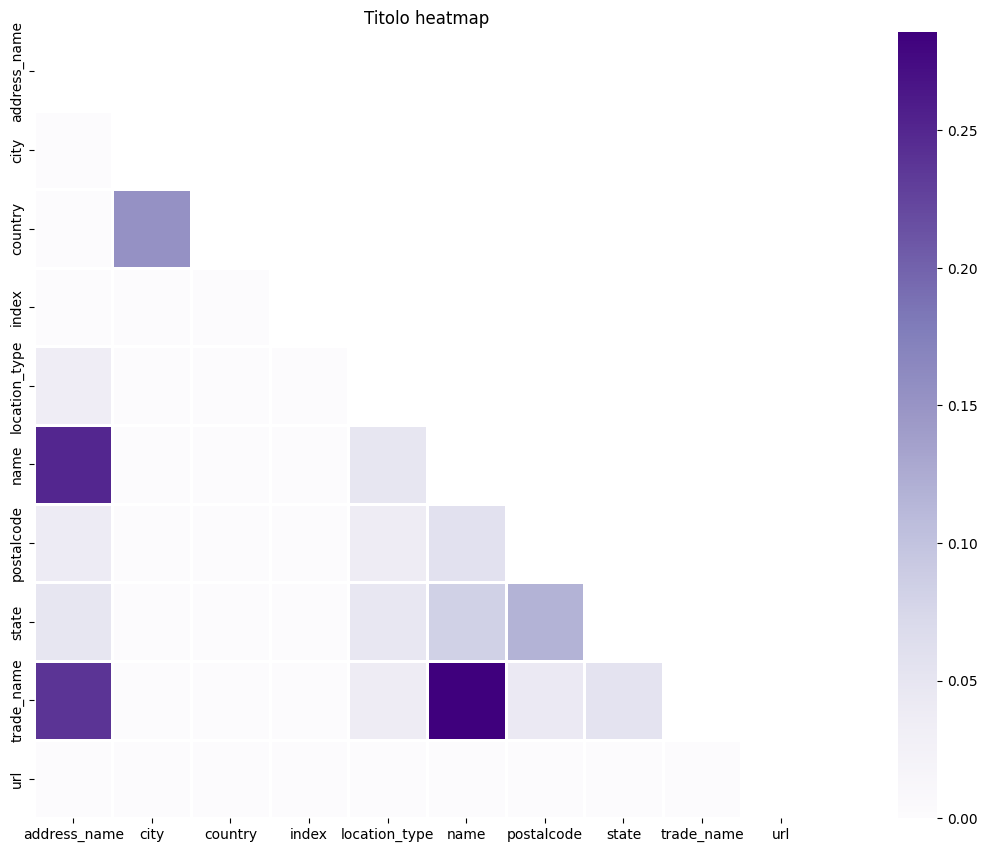 Titolo heatmap
address_name
city
country
index
location_type
name
postalcode
state
trade_name
url
address_name city country index location_type name postalcode state trade_name url
0.25
0.20
0.15
0.10
0.05
0.00